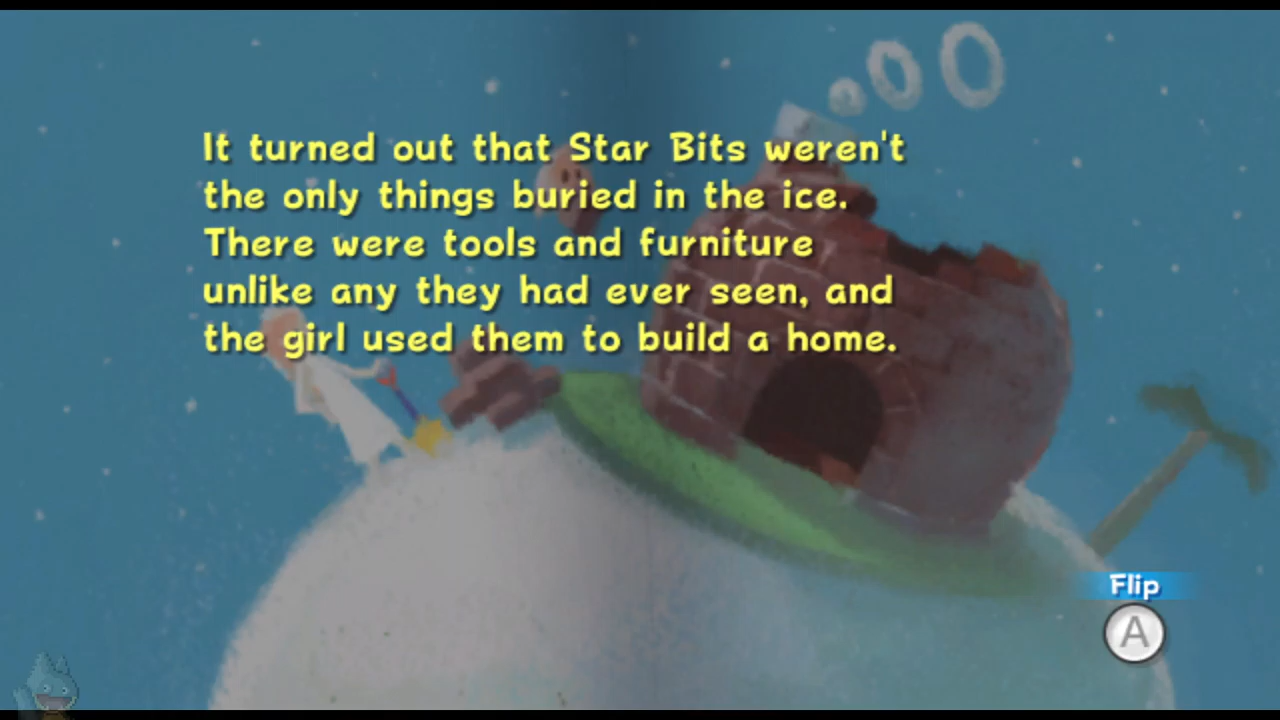 It turned out that Star Bits weren't
the only things buried in the ice.
There were tools and furniture
unlike any they had ever seen, and
the girl used them to build a home.
Flip
A